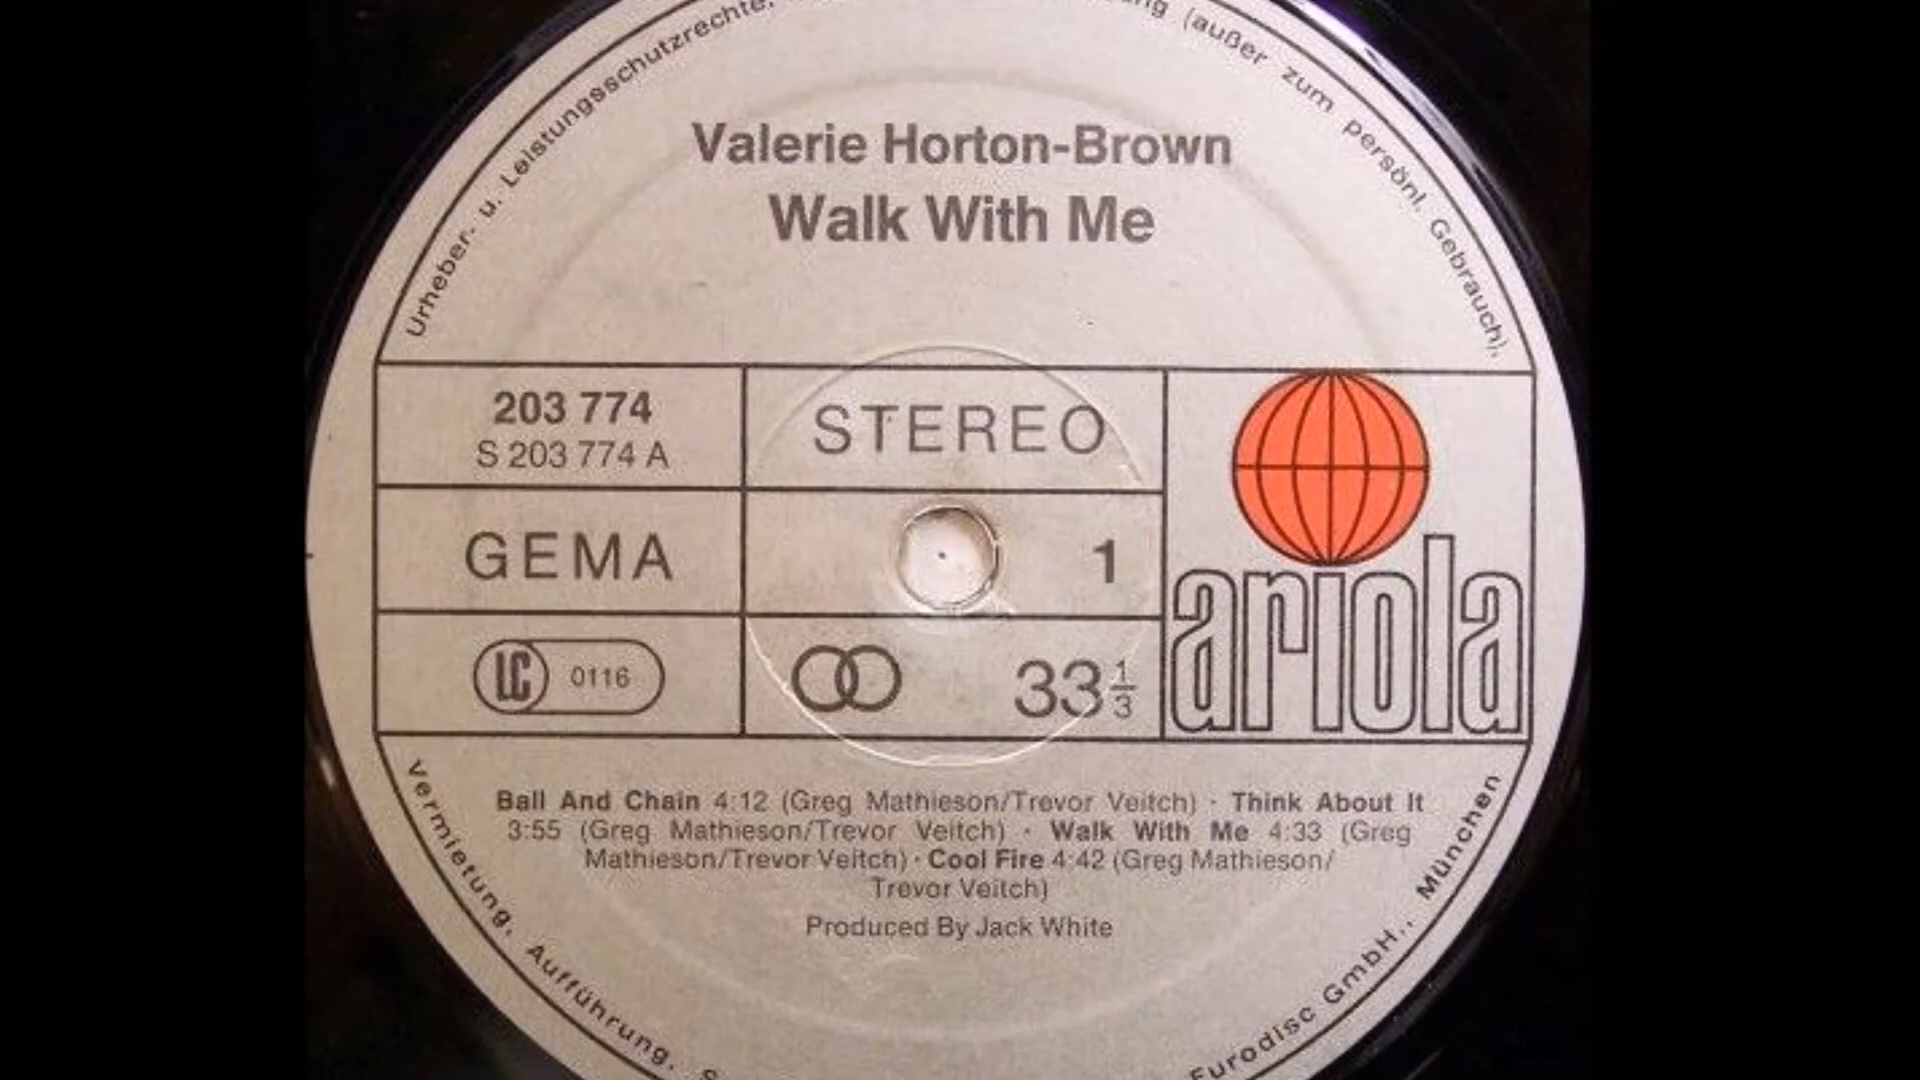 Urheber- u. Leistungsschutzrechte,
(außer zum persönl. Gebrauch),
Valerie Horton-Brown
Walk With Me
203 774
S 203 774 A
STEREO
GEMA
1
LC 0116
33 1/3
ariola
Ball And Chain 4:12 (Greg Mathieson/Trevor Veitch) · Think About It
3:55 (Greg Mathieson/Trevor Veitch) · Walk With Me 4:33 (Greg
Mathieson/Trevor Veitch) · Cool Fire 4:42 (Greg Mathieson/
Trevor Veitch)
Produced By Jack White
Vermietung, Aufführung,
Eurodisc GmbH., München